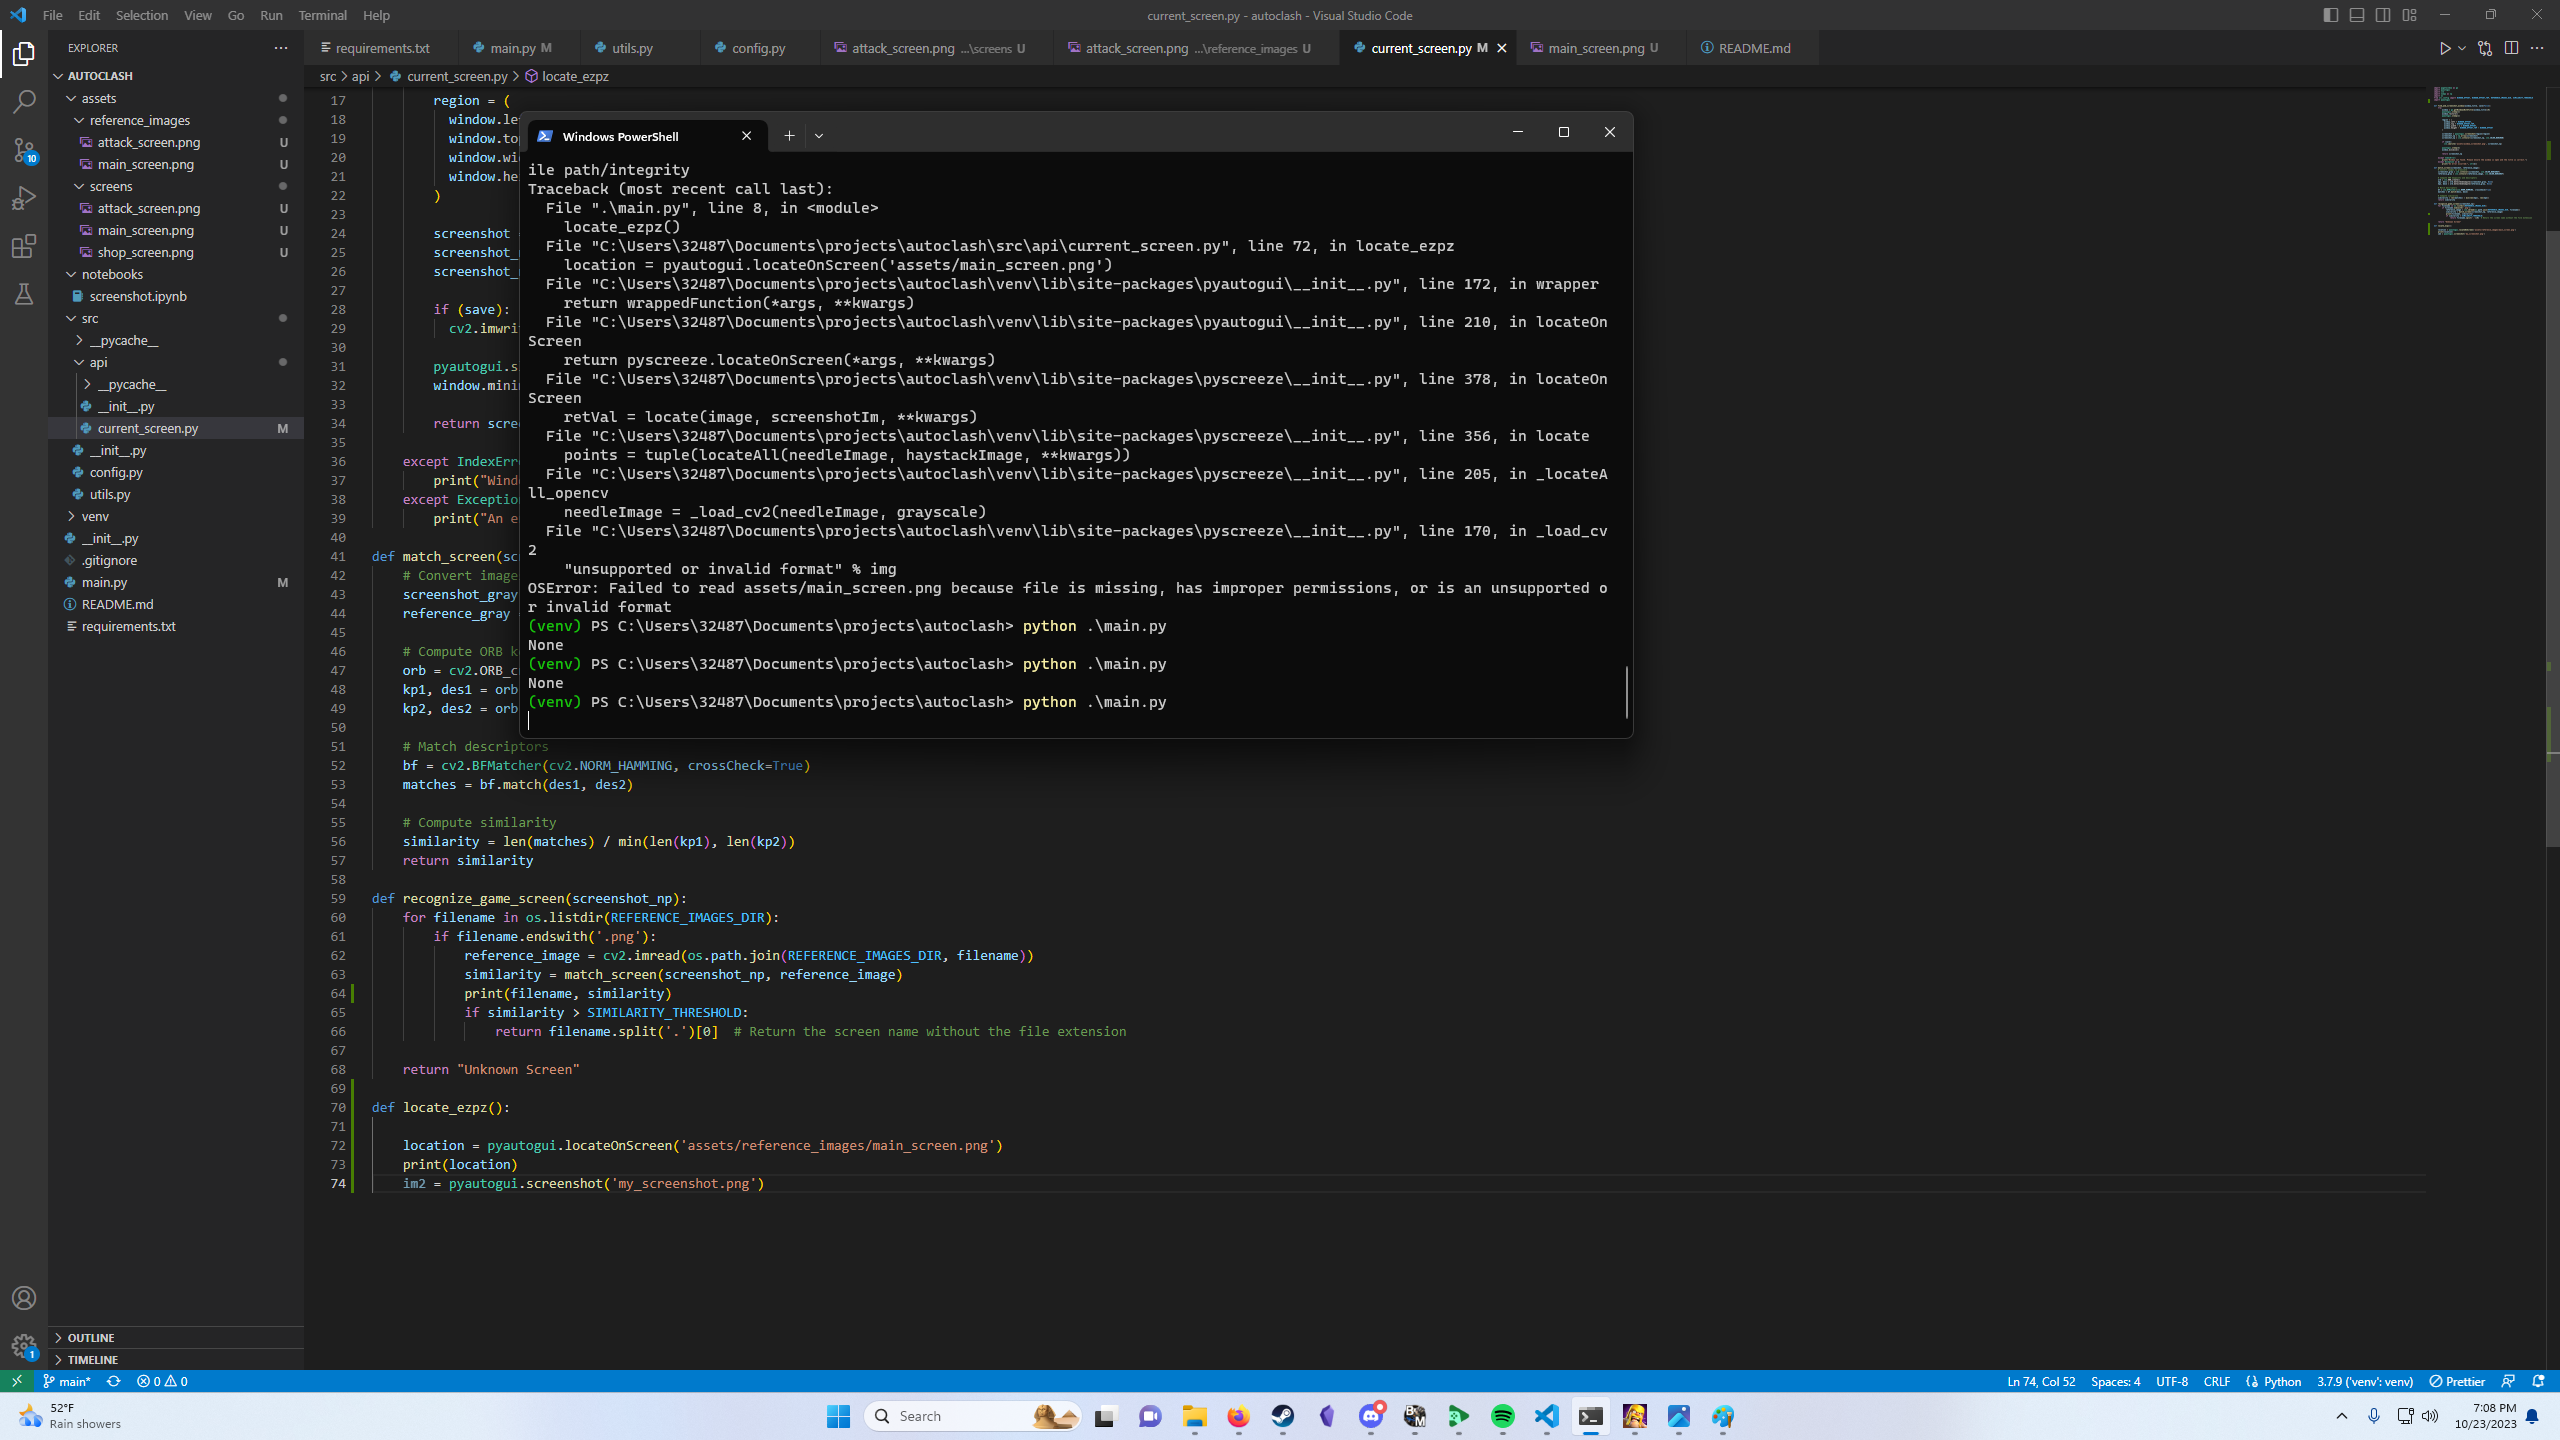 File Edit Selection View Go Run Terminal Help
current_screen.py - autoclash - Visual Studio Code
EXPLORER
AUTOCLASH
assets
reference_images
attack_screen.png U
main_screen.png U
screens
attack_screen.png U
main_screen.png U
shop_screen.png U
notebooks
screenshot.ipynb
src
__pycache__
api
__pycache__
__init__.py
current_screen.py M
__init__.py
config.py
utils.py
venv
__init__.py
.gitignore
main.py M
README.md
requirements.txt
OUTLINE
TIMELINE
10
1
requirements.txt main.py M utils.py config.py attack_screen.png ...\screens U attack_screen.png ...\reference_images U current_screen.py M main_screen.png U README.md
src > api > current_screen.py > locate_ezpz
17 region = (
18 window.le
19 window.to
20 window.wi
21 window.he
22 )
23
24 screenshot
25 screenshot_
26 screenshot_
27
28 if (save):
29 cv2.imwri
30
31 pyautogui.s
32 window.mini
33
34 return scre
35
36 except IndexErr
37 print("Wind
38 except Exception
39 print("An e
40
41 def match_screen(sc
42 # Convert image
43 screenshot_gray
44 reference_gray
45
46 # Compute ORB k
47 orb = cv2.ORB_c
48 kp1, des1 = orb
49 kp2, des2 = orb
50
51 # Match descriptors
52 bf = cv2.BFMatcher(cv2.NORM_HAMMING, crossCheck=True)
53 matches = bf.match(des1, des2)
54
55 # Compute similarity
56 similarity = len(matches) / min(len(kp1), len(kp2))
57 return similarity
58
59 def recognize_game_screen(screenshot_np):
60 for filename in os.listdir(REFERENCE_IMAGES_DIR):
61 if filename.endswith('.png'):
62 reference_image = cv2.imread(os.path.join(REFERENCE_IMAGES_DIR, filename))
63 similarity = match_screen(screenshot_np, reference_image)
64 print(filename, similarity)
65 if similarity > SIMILARITY_THRESHOLD:
66 return filename.split('.')[0] # Return the screen name without the file extension
67
68 return "Unknown Screen"
69
70 def locate_ezpz():
71
72 location = pyautogui.locateOnScreen('assets/reference_images/main_screen.png')
73 print(location)
74 im2 = pyautogui.screenshot('my_screenshot.png')
Windows PowerShell
ile path/integrity
Traceback (most recent call last):
File ".\main.py", line 8, in <module>
locate_ezpz()
File "C:\Users\32487\Documents\projects\autoclash\src\api\current_screen.py", line 72, in locate_ezpz
location = pyautogui.locateOnScreen('assets/main_screen.png')
File "C:\Users\32487\Documents\projects\autoclash\venv\lib\site-packages\pyautogui\__init__.py", line 172, in wrapper
return wrappedFunction(*args, **kwargs)
File "C:\Users\32487\Documents\projects\autoclash\venv\lib\site-packages\pyautogui\__init__.py", line 210, in locateOn
Screen
return pyscreeze.locateOnScreen(*args, **kwargs)
File "C:\Users\32487\Documents\projects\autoclash\venv\lib\site-packages\pyscreeze\__init__.py", line 378, in locateOn
Screen
retVal = locate(image, screenshotIm, **kwargs)
File "C:\Users\32487\Documents\projects\autoclash\venv\lib\site-packages\pyscreeze\__init__.py", line 356, in locate
points = tuple(locateAll(needleImage, haystackImage, **kwargs))
File "C:\Users\32487\Documents\projects\autoclash\venv\lib\site-packages\pyscreeze\__init__.py", line 205, in _locateA
ll_opencv
needleImage = _load_cv2(needleImage, grayscale)
File "C:\Users\32487\Documents\projects\autoclash\venv\lib\site-packages\pyscreeze\__init__.py", line 170, in _load_cv
2
"unsupported or invalid format" % img
OSError: Failed to read assets/main_screen.png because file is missing, has improper permissions, or is an unsupported o
r invalid format
(venv) PS C:\Users\32487\Documents\projects\autoclash> python .\main.py
None
(venv) PS C:\Users\32487\Documents\projects\autoclash> python .\main.py
None
(venv) PS C:\Users\32487\Documents\projects\autoclash> python .\main.py
main* 0 0
Ln 74, Col 52 Spaces: 4 UTF-8 CRLF Python 3.7.9 ('venv': venv) Prettier
52°F
Rain showers
Search
7:08 PM
10/23/2023